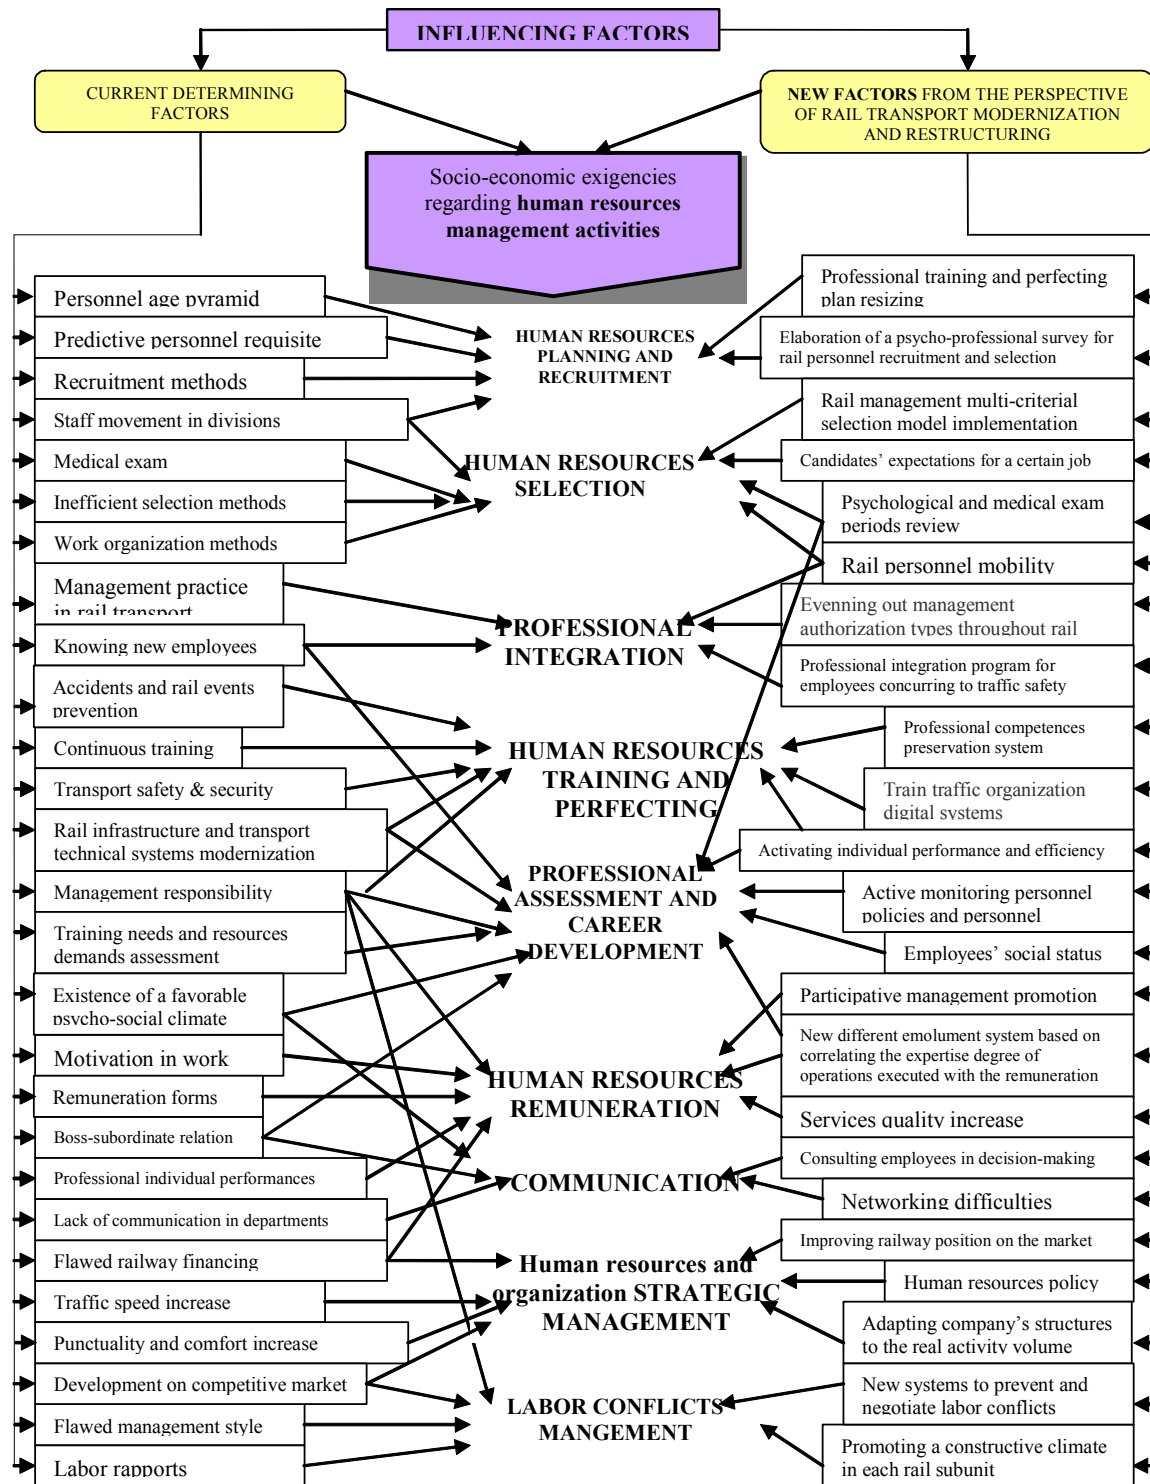 INFLUENCING FACTORS
CURRENT DETERMINING
FACTORS
NEW FACTORS FROM THE PERSPECTIVE
OF RAIL TRANSPORT MODERNIZATION
AND RESTRUCTURING
Socio-economic exigencies
regarding human resources
management activities
Personnel age pyramid
Predictive personnel requisite
Recruitment methods
Staff movement in divisions
Medical exam
Inefficient selection methods
Work organization methods
Management practice
in rail transport
Knowing new employees
Accidents and rail events
prevention
Continuous training
Transport safety & security
Rail infrastructure and transport
technical systems modernization
Management responsibility
Training needs and resources
demands assessment
Existence of a favorable
psycho-social climate
Motivation in work
Remuneration forms
Boss-subordinate relation
Professional individual performances
Lack of communication in departments
Flawed railway financing
Traffic speed increase
Punctuality and comfort increase
Development on competitive market
Flawed management style
Labor rapports
HUMAN RESOURCES
PLANNING AND
RECRUITMENT
HUMAN RESOURCES
SELECTION
PROFESSIONAL
INTEGRATION
HUMAN RESOURCES
TRAINING AND
PERFECTING
PROFESSIONAL
ASSESSMENT AND
CAREER
DEVELOPMENT
HUMAN RESOURCES
REMUNERATION
COMMUNICATION
Human resources and
organization STRATEGIC
MANAGEMENT
LABOR CONFLICTS
MANGEMENT
Professional training and perfecting
plan resizing
Elaboration of a psycho-professional survey for
rail personnel recruitment and selection
Rail management multi-criterial
selection model implementation
Candidates' expectations for a certain job
Psychological and medical exam
periods review
Rail personnel mobility
Evenning out management
authorization types throughout rail
Professional integration program for
employees concurring to traffic safety
Professional competences
preservation system
Train traffic organization
digital systems
Activating individual performance and efficiency
Active monitoring personnel
policies and personnel
Employees' social status
Participative management promotion
New different emolument system based on
correlating the expertise degree of
operations executed with the remuneration
Services quality increase
Consulting employees in decision-making
Networking difficulties
Improving railway position on the market
Human resources policy
Adapting company's structures
to the real activity volume
New systems to prevent and
negotiate labor conflicts
Promoting a constructive climate
in each rail subunit